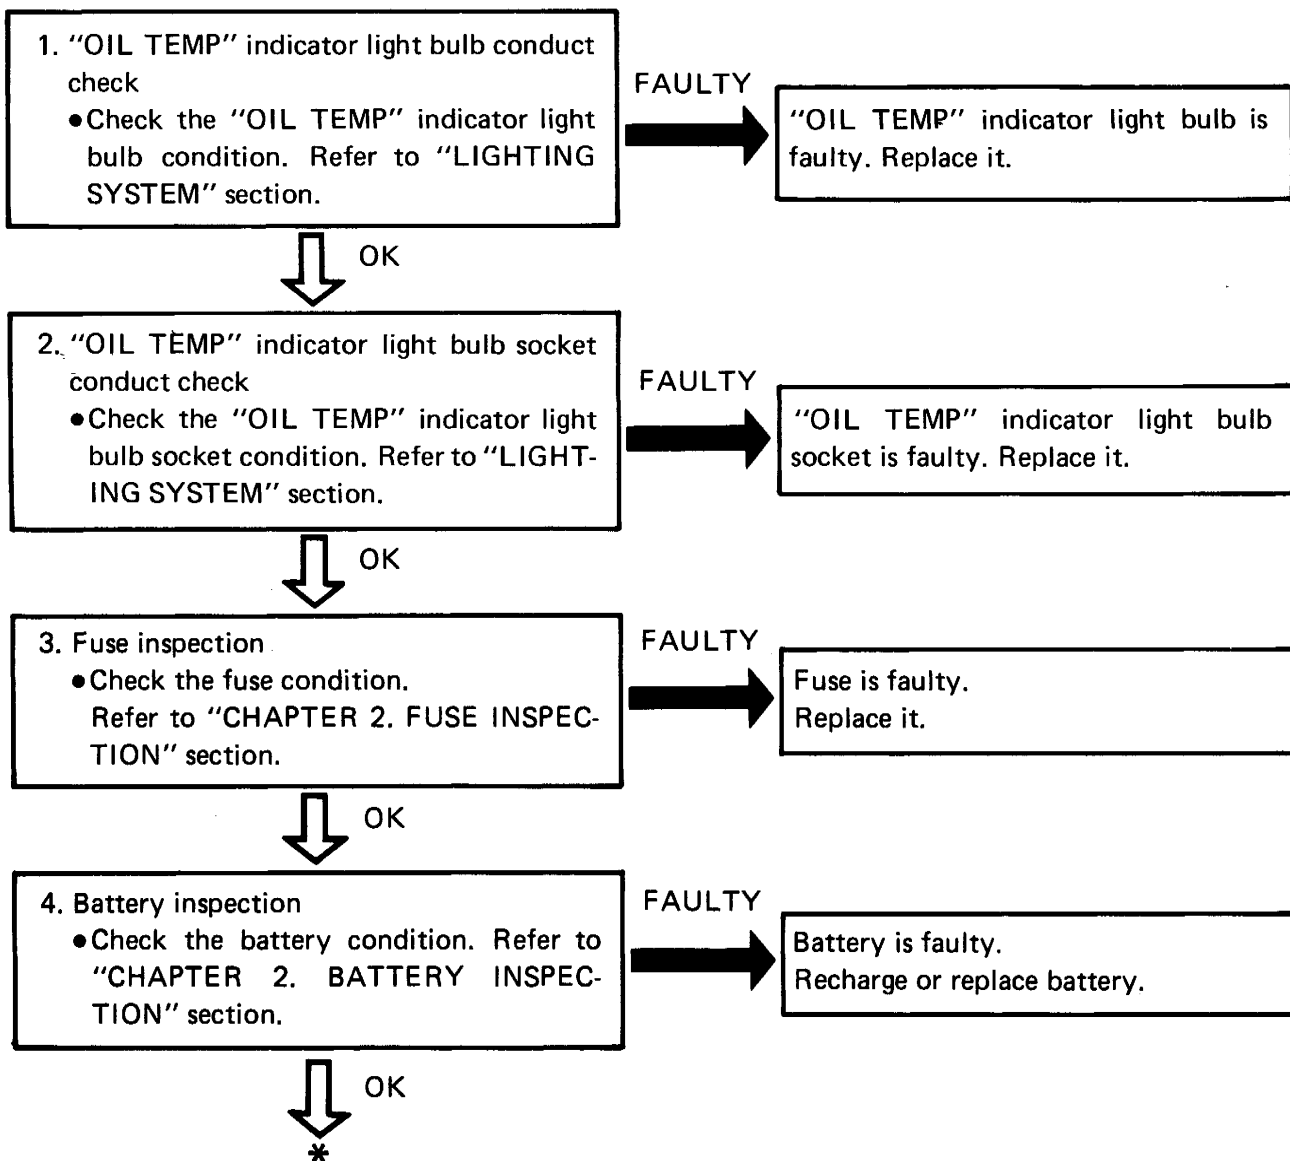 1. “OIL TEMP” indicator light bulb conduct
check
●Check the “OIL TEMP” indicator light
bulb condition. Refer to “LIGHTING
SYSTEM” section.
FAULTY
“OIL TEMP” indicator light bulb is
faulty. Replace it.
OK
2. “OIL TEMP” indicator light bulb socket
conduct check
●Check the “OIL TEMP” indicator light
bulb socket condition. Refer to “LIGHT-
ING SYSTEM” section.
FAULTY
“OIL TEMP” indicator light bulb
socket is faulty. Replace it.
OK
3. Fuse inspection
●Check the fuse condition.
Refer to “CHAPTER 2. FUSE INSPEC-
TION” section.
FAULTY
Fuse is faulty.
Replace it.
OK
4. Battery inspection
●Check the battery condition. Refer to
“CHAPTER 2. BATTERY INSPEC-
TION” section.
FAULTY
Battery is faulty.
Recharge or replace battery.
OK
*